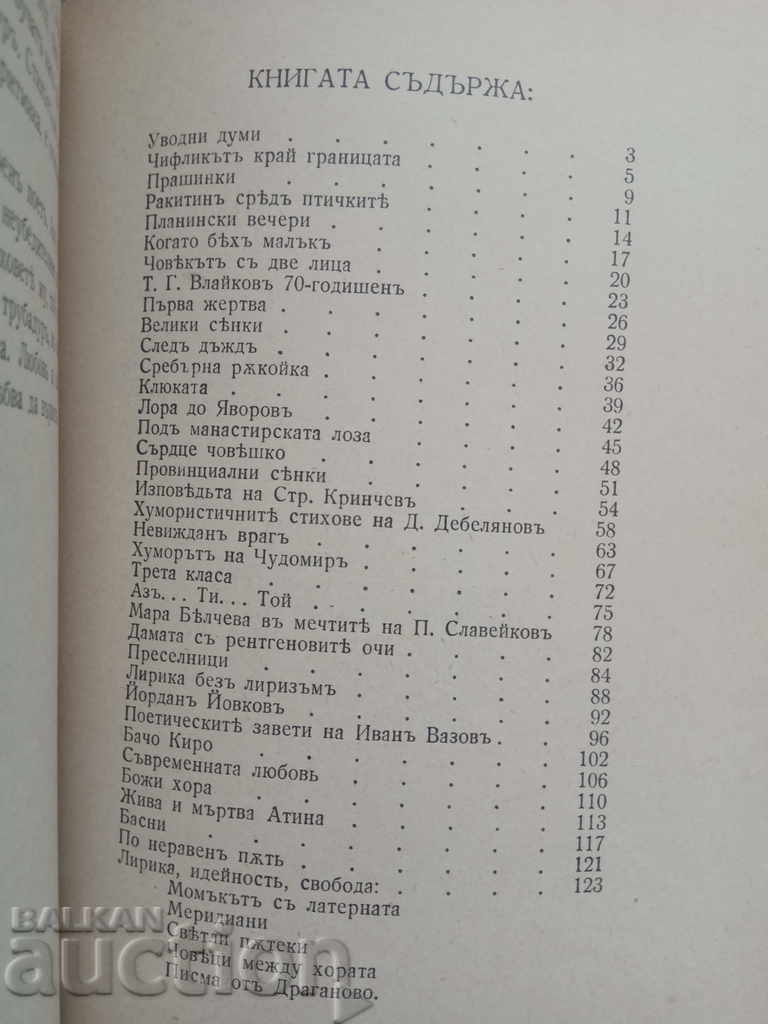 трубадуръ
Любовь
КНИГАТА СЪДЪРЖА:
Уводни думи . . . . . . . 3
Чифликътъ край границата . . . . 5
Прашинки . . . . . . . 9
Ракитинъ срѣдъ птичкитѣ . . . . 11
Планински вечери . . . . . . 14
Когато бѣхъ малъкъ . . . . . 17
Човѣкътъ съ две лица . . . . . 20
Т. Г. Влайковъ 70-годишенъ . . . . 23
Първа жертва . . . . . . . 26
Велики сѣнки . . . . . . . 29
Следъ дъждъ . . . . . . . 32
Сребърна рѫкойка . . . . . . 36
Клюката . . . . . . . . 39
Лора до Яворовъ . . . . . . 42
Подъ манастирската лоза . . . . 45
Сърдце човѣшко . . . . . . 48
Провинциални сѣнки . . . . . 51
Изповѣдьта на Стр. Кринчевъ . . . 54
Хумористичнитѣ стихове на Д. Дебеляновъ 58
Невижданъ врагъ . . . . . . 63
Хуморътъ на Чудомиръ . . . . . 67
Трета класа . . . . . . . 72
Азъ... Ти... Той . . . . . . 75
Мара Бѣлчева въ мечтитѣ на П. Славейковъ 78
Дамата съ рентгеновитѣ очи . . . . 82
Преселници . . . . . . . 84
Лирика безъ лиризъмъ . . . . . 88
Йорданъ Йовковъ . . . . . . 92
Поетическитѣ завети на Иванъ Вазовъ . . 96
Бачо Киро . . . . . . . 102
Съвременната любовь . . . . . 106
Божи хора . . . . . . . 110
Жива и мъртва Атина . . . . . 113
Басни . . . . . . . . 117
По неравенъ пѫть . . . . . . 121
Лирика, идейность, свобода: . . . . 123
Момъкътъ съ латерната
Меридиани
Свѣтли пѫтеки
Човѣци между хората
Писма отъ Драганово.
BALKAN
auction